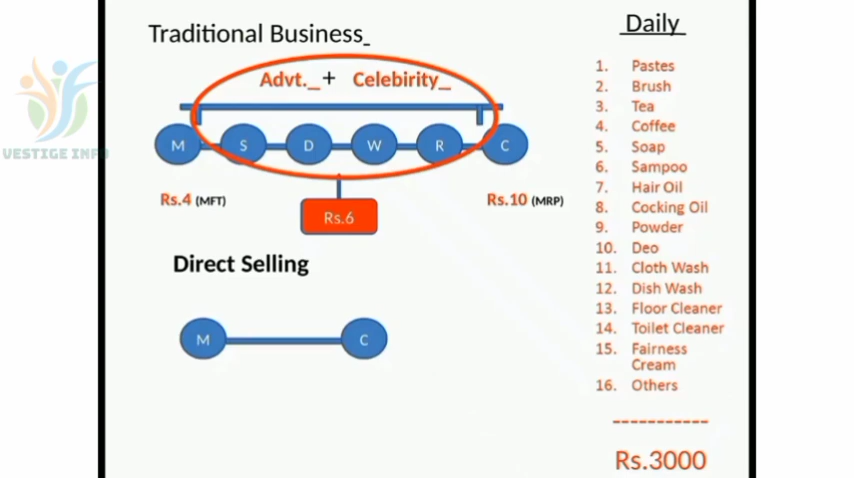 Traditional Business
Advt. + Celebirity
M S D W R C
Rs.4 (MFT)
Rs.10 (MRP)
Rs.6
Direct Selling
M C
VESTIGE INFO
Daily
1. Pastes
2. Brush
3. Tea
4. Coffee
5. Soap
6. Sampoo
7. Hair Oil
8. Cocking Oil
9. Powder
10. Deo
11. Cloth Wash
12. Dish Wash
13. Floor Cleaner
14. Toilet Cleaner
15. Fairness
Cream
16. Others
-----------
Rs.3000